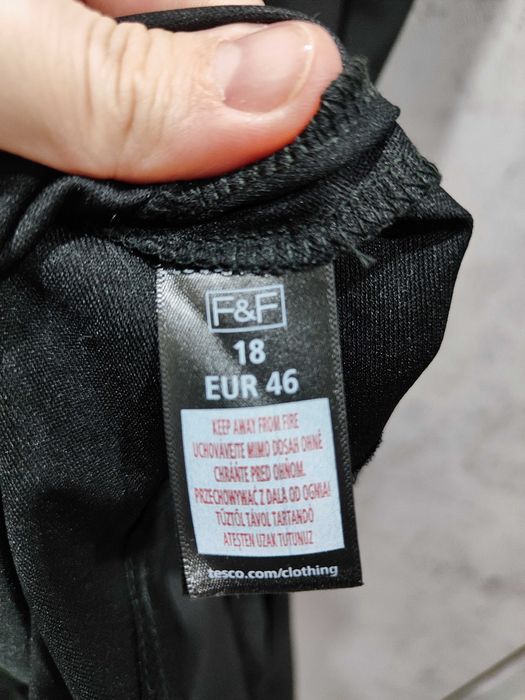 F&F
18
EUR 46
KEEP AWAY FROM FIRE
UCHOVÁVEJTE MIMO DOSAH OHNĚ
CHRÁNTE PRED OHŇOM.
PRZECHOWYWAĆ Z DALA OD OGNIA!
TŰZTŐL TÁVOL TARTANDÓ
ATEŞTEN UZAK TUTUNUZ
tesco.com/clothing